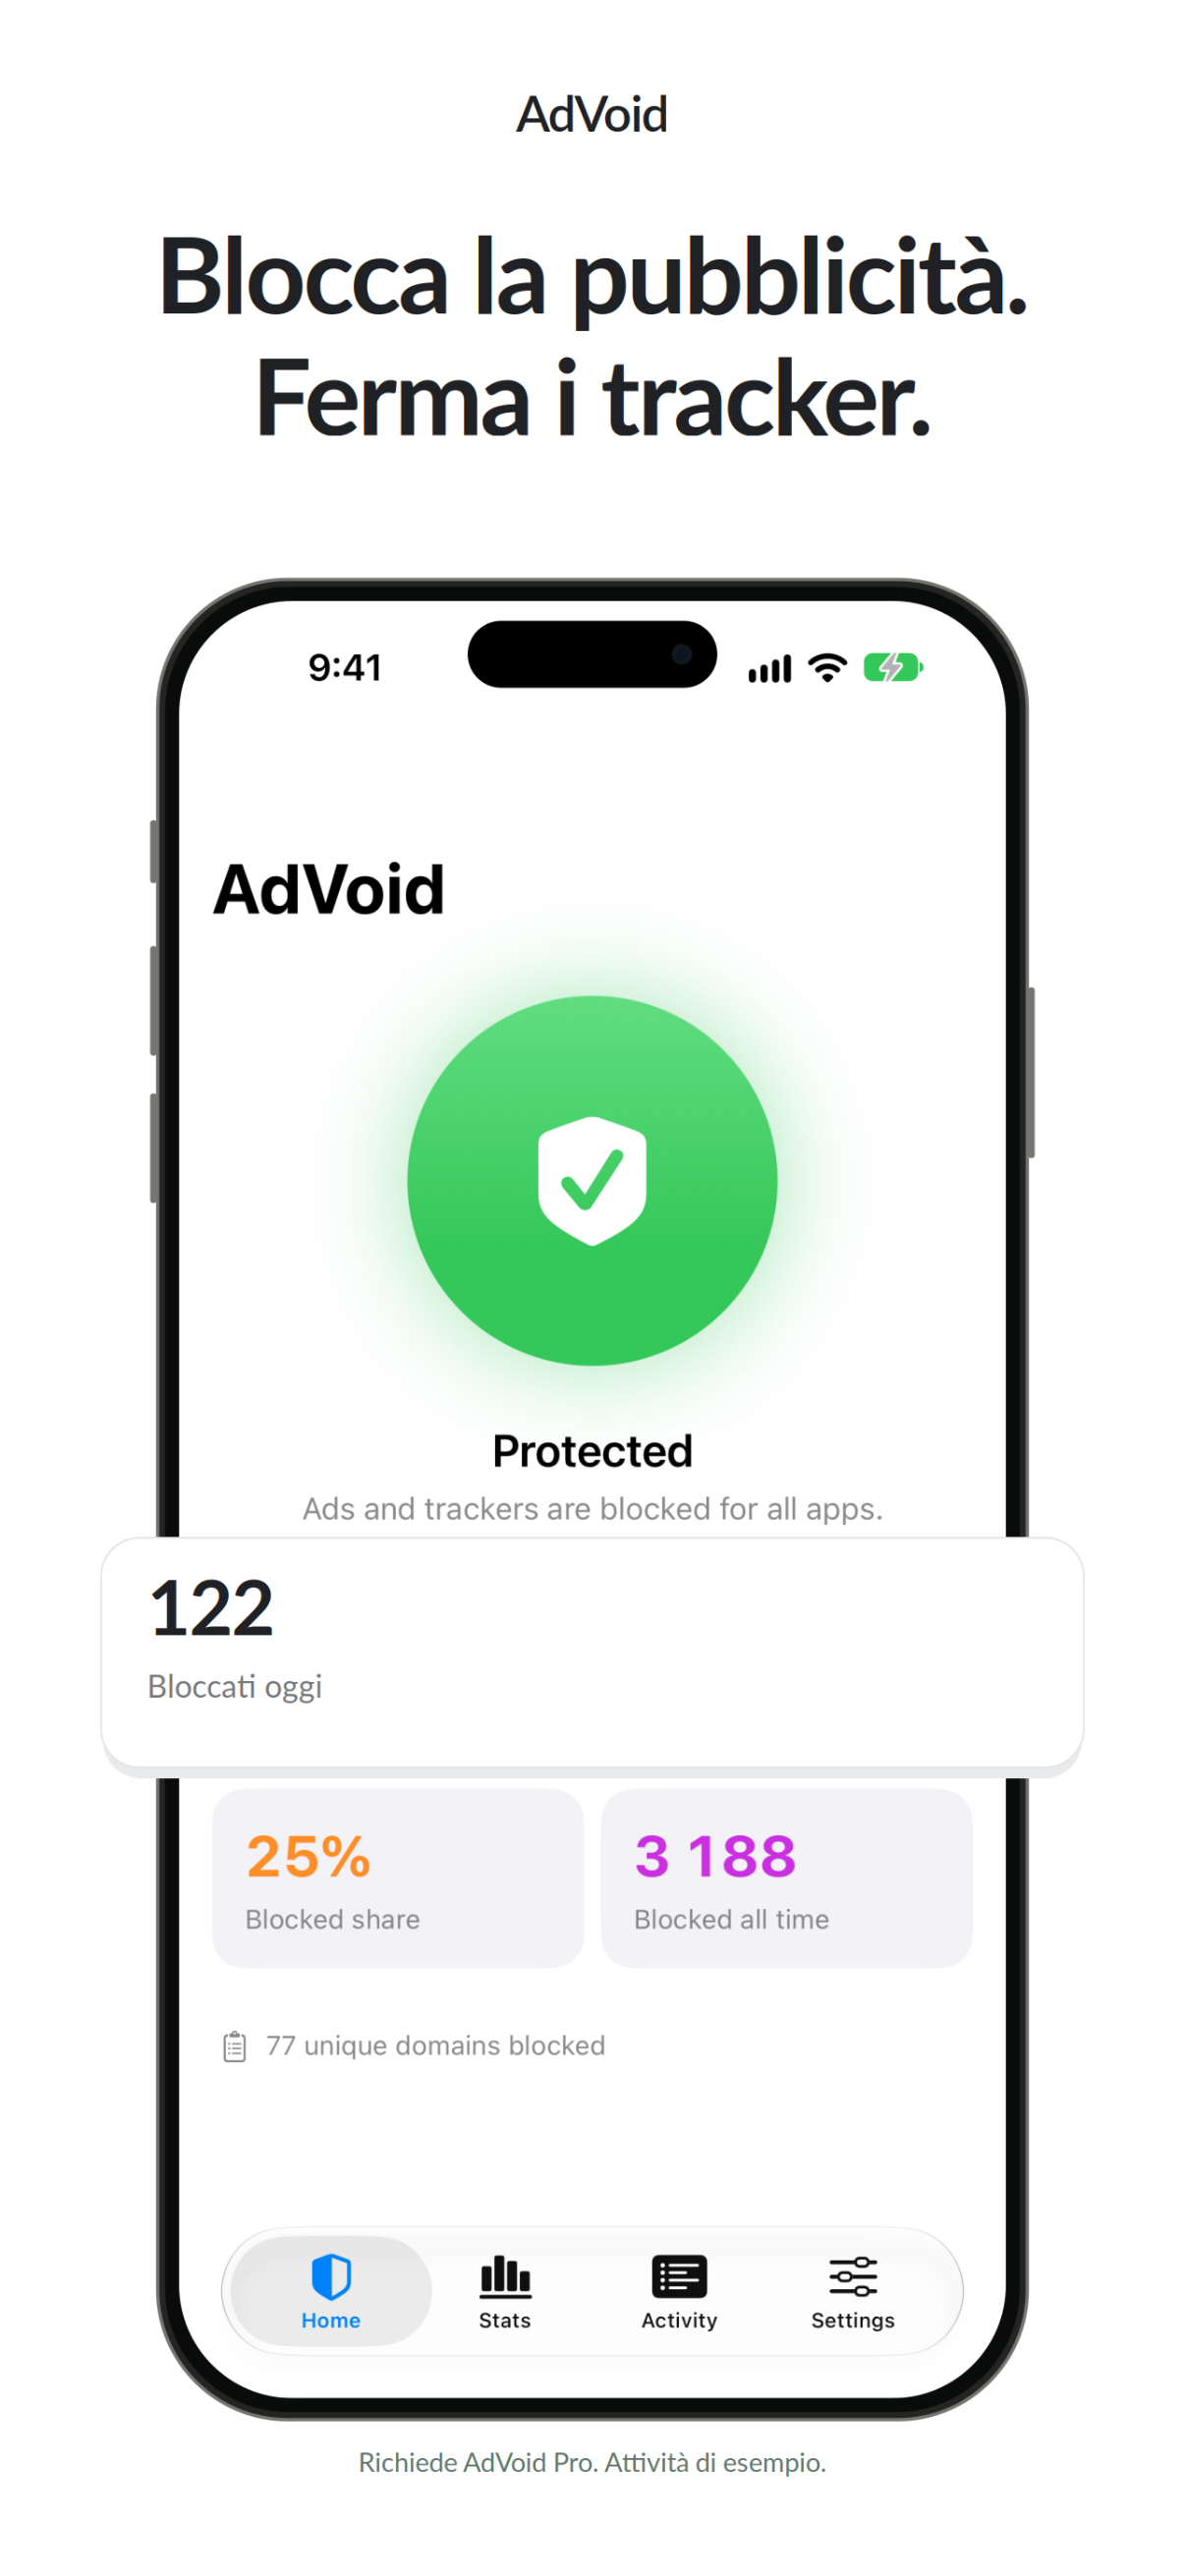 AdVoid
Blocca la pubblicità.
Ferma i tracker.
9:41
AdVoid
Protected
Ads and trackers are blocked for all apps.
122
Bloccati oggi
25%
Blocked share
3 188
Blocked all time
77 unique domains blocked
Home
Stats
Activity
Settings
Richiede AdVoid Pro. Attività di esempio.